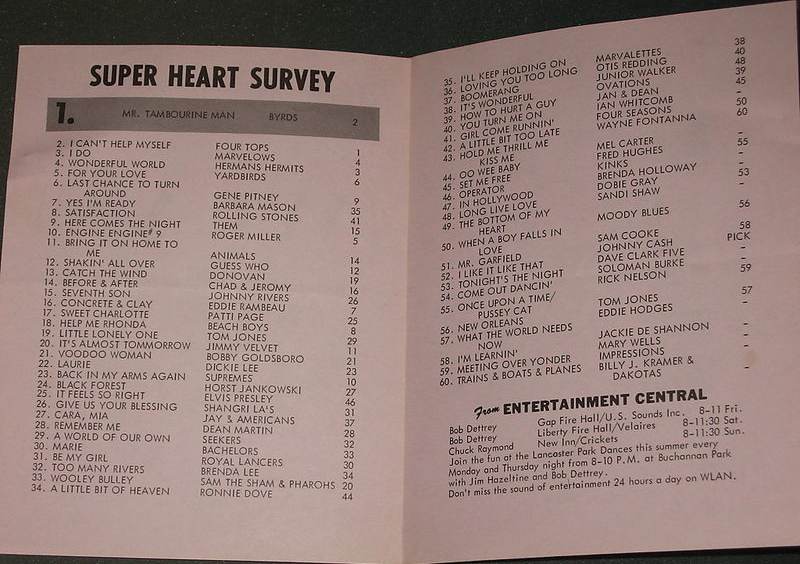 SUPER HEART SURVEY
1. MR. TAMBOURINE MAN BYRDS 2
2. I CAN'T HELP MYSELF FOUR TOPS 1
3. I DO MARVELOWS 4
4. WONDERFUL WORLD HERMANS HERMITS 3
5. FOR YOUR LOVE YARDBIRDS 6
6. LAST CHANCE TO TURN
AROUND GENE PITNEY 9
7. YES I'M READY BARBARA MASON 35
8. SATISFACTION ROLLING STONES 41
9. HERE COMES THE NIGHT THEM 15
10. ENGINE ENGINE# 9 ROGER MILLER 5
11. BRING IT ON HOME TO
ME ANIMALS 14
12. SHAKIN' ALL OVER GUESS WHO 12
13. CATCH THE WIND DONOVAN 19
14. BEFORE & AFTER CHAD & JEROMY 16
15. SEVENTH SON JOHNNY RIVERS 26
16. CONCRETE & CLAY EDDIE RAMBEAU 7
17. SWEET CHARLOTTE PATTI PAGE 25
18. HELP ME RHONDA BEACH BOYS 8
19. LITTLE LONELY ONE TOM JONES 29
20. IT'S ALMOST TOMMORROW JIMMY VELVET 11
21. VOODOO WOMAN BOBBY GOLDSBORO 21
22. LAURIE DICKIE LEE 23
23. BACK IN MY ARMS AGAIN SUPREMES 10
24. BLACK FOREST HORST JANKOWSKI 27
25. IT FEELS SO RIGHT ELVIS PRESLEY 46
26. GIVE US YOUR BLESSING SHANGRI LA'S 31
27. CARA, MIA JAY & AMERICANS 37
28. REMEMBER ME DEAN MARTIN 28
29. A WORLD OF OUR OWN SEEKERS 32
30. MARIE BACHELORS 33
31. BE MY GIRL ROYAL LANCERS 30
32. TOO MANY RIVERS BRENDA LEE 34
33. WOOLEY BULLEY SAM THE SHAM & PHAROHS 20
34. A LITTLE BIT OF HEAVEN RONNIE DOVE 44
35. I'LL KEEP HOLDING ON MARVALETTES 38
36. LOVING YOU TOO LONG OTIS REDDING 40
37. BOOMERANG JUNIOR WALKER 48
38. IT'S WONDERFUL OVATIONS 39
39. HOW TO HURT A GUY JAN & DEAN 45
40. YOU TURN ME ON IAN WHITCOMB -
41. GIRL COME RUNNIN' FOUR SEASONS 50
42. A LITTLE BIT TOO LATE WAYNE FONTANNA 60
43. HOLD ME THRILL ME
KISS ME MEL CARTER 55
44. OO WEE BABY FRED HUGHES -
45. SET ME FREE KINKS -
46. OPERATOR BRENDA HOLLOWAY 53
47. IN HOLLYWOOD DOBIE GRAY -
48. LONG LIVE LOVE SANDI SHAW -
49. THE BOTTOM OF MY
HEART MOODY BLUES 56
50. WHEN A BOY FALLS IN
LOVE SAM COOKE 58
51. MR. GARFIELD JOHNNY CASH PICK
52. I LIKE IT LIKE THAT DAVE CLARK FIVE -
53. TONIGHT'S THE NIGHT SOLOMAN BURKE -
54. COME OUT DANCIN' RICK NELSON 59
55. ONCE UPON A TIME/
PUSSEY CAT TOM JONES 57
56. NEW ORLEANS EDDIE HODGES -
57. WHAT THE WORLD NEEDS
NOW JACKIE DE SHANNON -
58. I'M LEARNIN' MARY WELLS -
59. MEETING OVER YONDER IMPRESSIONS -
60. TRAINS & BOATS & PLANES BILLY J. KRAMER & -
DAKOTAS
From ENTERTAINMENT CENTRAL
Bob Dettrey Gap Fire Hall/U.S. Sounds Inc. 8-11 Fri.
Bob Dettrey Liberty Fire Hall/Velaires 8-11:30 Sat.
Chuck Raymond New Inn/Crickets 8-11:30 Sun.
Join the fun at the Lancaster Park Dances this summer every
Monday and Thursday night from 8-10 P.M. at Buchannan Park
with Jim Hazeltine and Bob Dettrey.
Don't miss the sound of entertainment 24 hours a day on WLAN.